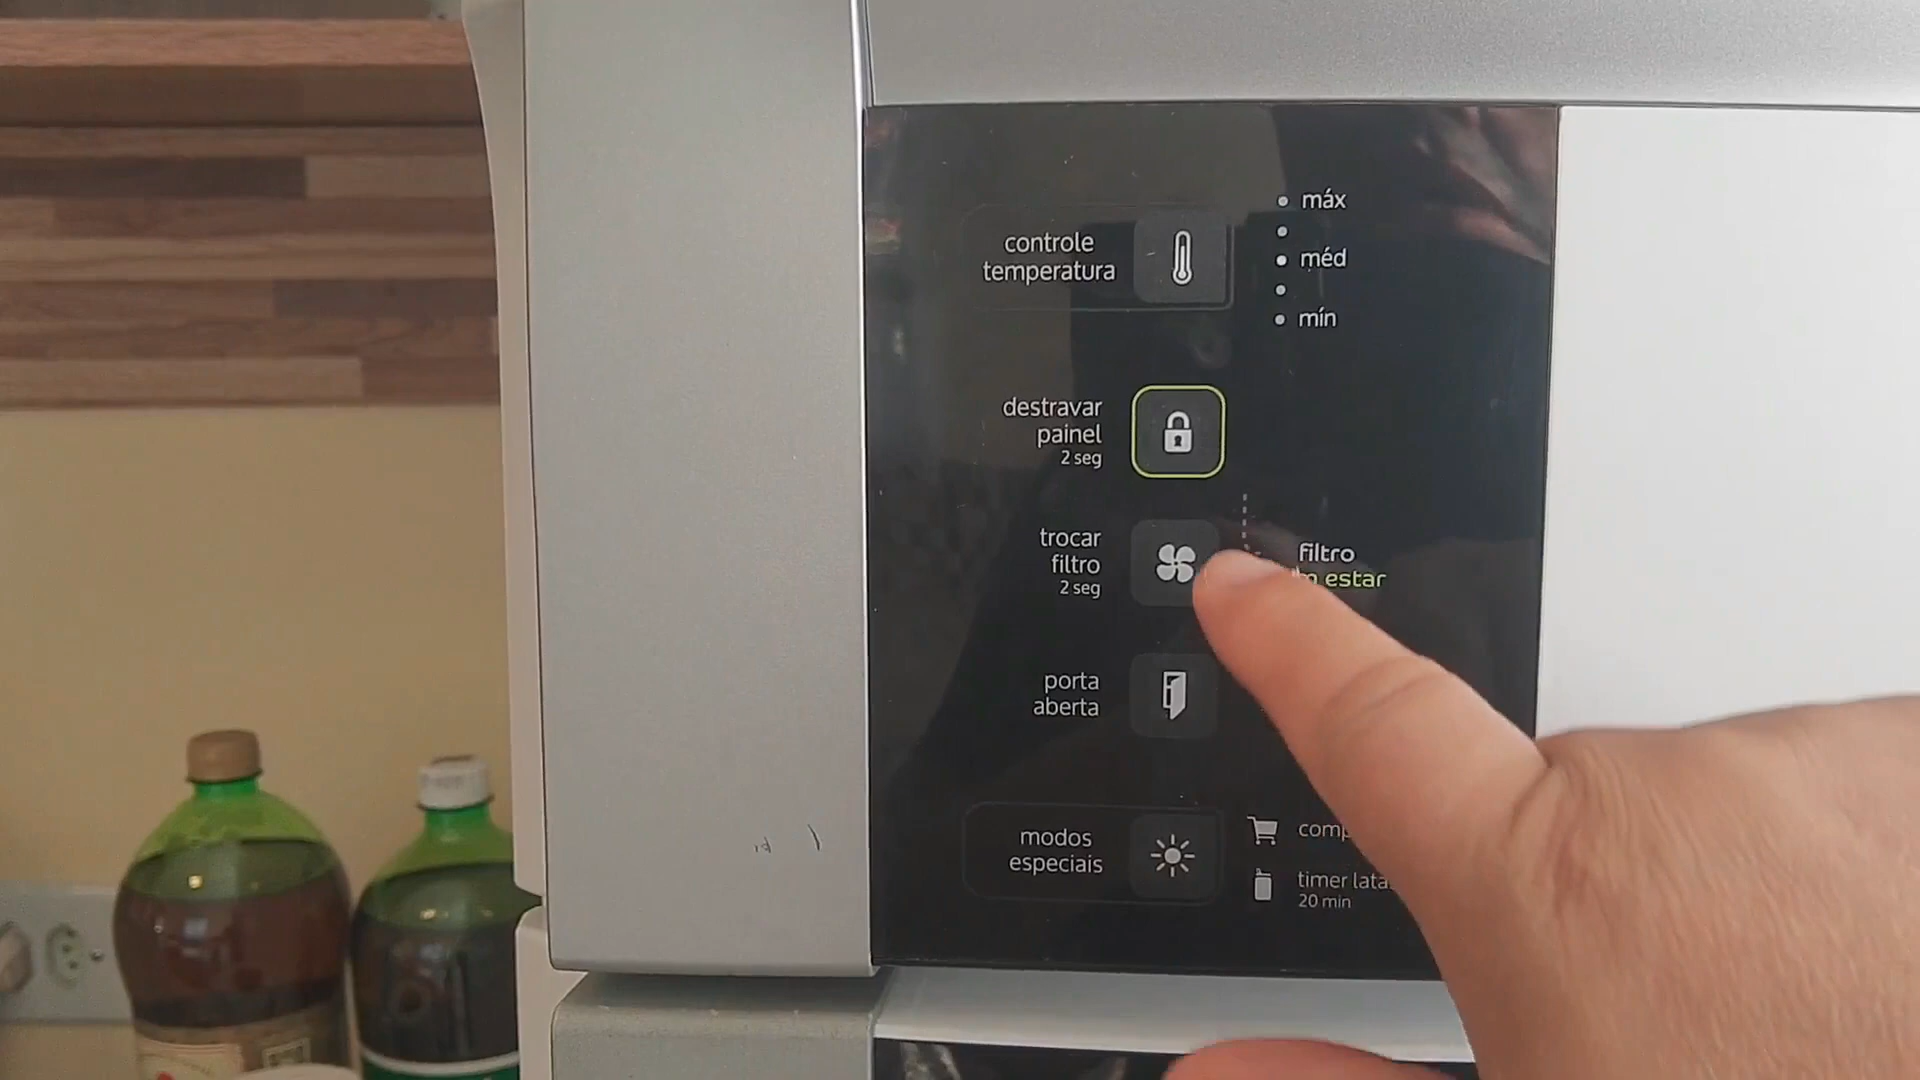 máx
controle
temperatura
méd
mín
destravar
painel
2 seg
trocar
filtro
2 seg
filtro
estar
porta
aberta
modos
especiais
timer
20 min